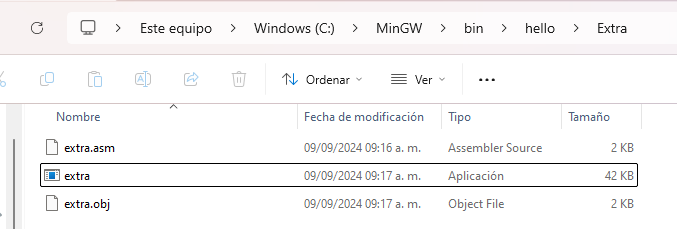 Este equipo > Windows (C:) > MinGW > bin > hello > Extra
Ordenar Ver ...
Nombre Fecha de modificación Tipo Tamaño
extra.asm 09/09/2024 09:16 a. m. Assembler Source 2 KB
extra 09/09/2024 09:17 a. m. Aplicación 42 KB
extra.obj 09/09/2024 09:17 a. m. Object File 2 KB